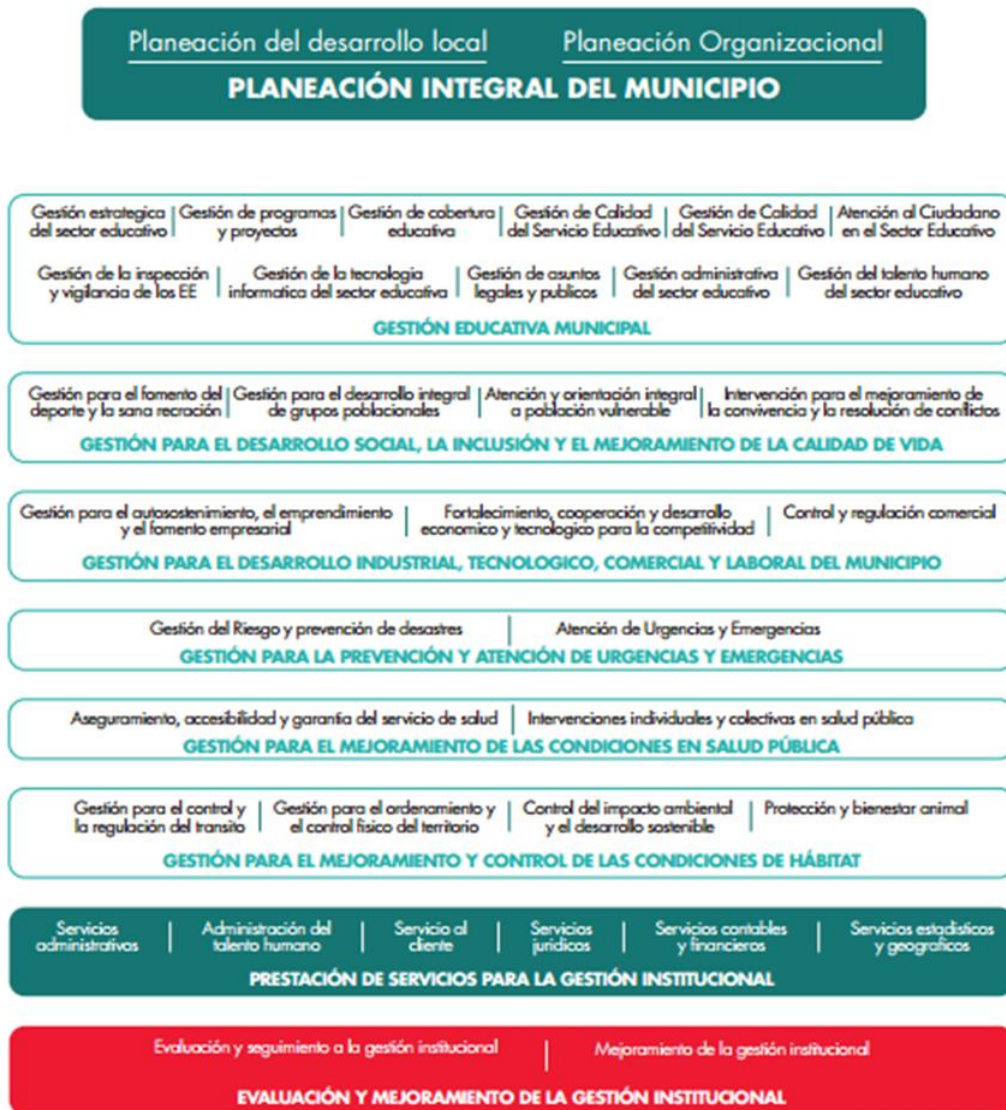 Planeación del desarrollo local Planeación Organizacional
PLANEACIÓN INTEGRAL DEL MUNICIPIO
Gestión estrategica Gestión de programas Gestión de cobertura Gestión de Calidad Gestión de Calidad Atención al Ciudadano
del sector educativo y proyectos educativa del Servicio Educativo del Servicio Educativo en el Sector Educativo
Gestión de la inspección Gestión de la tecnologia Gestión de asuntos Gestión administrativa Gestión del talento humano
y vigilancia de los EE informatica del sector educativa legales y publicos del sector educativo del sector educativo
GESTIÓN EDUCATIVA MUNICIPAL
Gestión para el fomento del Gestión para el desarrollo integral Atención y orientación integral Intervención para el mejoramiento de
deporte y la sana recración de grupos poblacionales a población vulnerable la convivencia y la resolución de conflictos
GESTIÓN PARA EL DESARROLLO SOCIAL, LA INCLUSIÓN Y EL MEJORAMIENTO DE LA CALIDAD DE VIDA
Gestión para el autosostenimiento, el emprendimiento Fortalecimiento, cooperación y desarrollo Control y regulación comercial
y el fomento empresarial economico y tecnologico para la competitividad
GESTIÓN PARA EL DESARROLLO INDUSTRIAL, TECNOLOGICO, COMERCIAL Y LABORAL DEL MUNICIPIO
Gestión del Riesgo y prevención de desastres Atención de Urgencias y Emergencias
GESTIÓN PARA LA PREVENCIÓN Y ATENCIÓN DE URGENCIAS Y EMERGENCIAS
Aseguramiento, accesibilidad y garantia del servicio de salud Intervenciones individuales y colectivas en salud pública
GESTIÓN PARA EL MEJORAMIENTO DE LAS CONDICIONES EN SALUD PÚBLICA
Gestión para el control y Gestión para el ordenamiento y Control del impacto ambiental Protección y bienestar animal
la regulación del transito el control fisico del territorio y el desarrollo sostenible
GESTIÓN PARA EL MEJORAMIENTO Y CONTROL DE LAS CONDICIONES DE HÁBITAT
Servicios Administración del Servicio al Servicios Servicios contables Servicios estadisticos
administrativos talento humano cliente juridicos y financieros y geograficos
PRESTACIÓN DE SERVICIOS PARA LA GESTIÓN INSTITUCIONAL
Evaluación y seguimiento a la gestión institucional Mejoramiento de la gestión institucional
EVALUACIÓN Y MEJORAMIENTO DE LA GESTIÓN INSTITUCIONAL